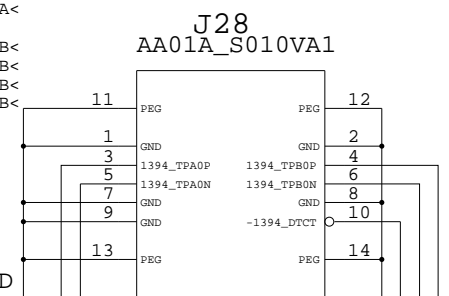 A<
J28
B<
AA01A_S010VA1
B<
B<
B<
11 PEG PEG 12
1 GND GND 2
3 1394_TPA0P 1394_TPB0P 4
5 1394_TPA0N 1394_TPB0N 6
7 GND GND 8
9 GND -1394_DTCT 10
13 PEG PEG 14
D